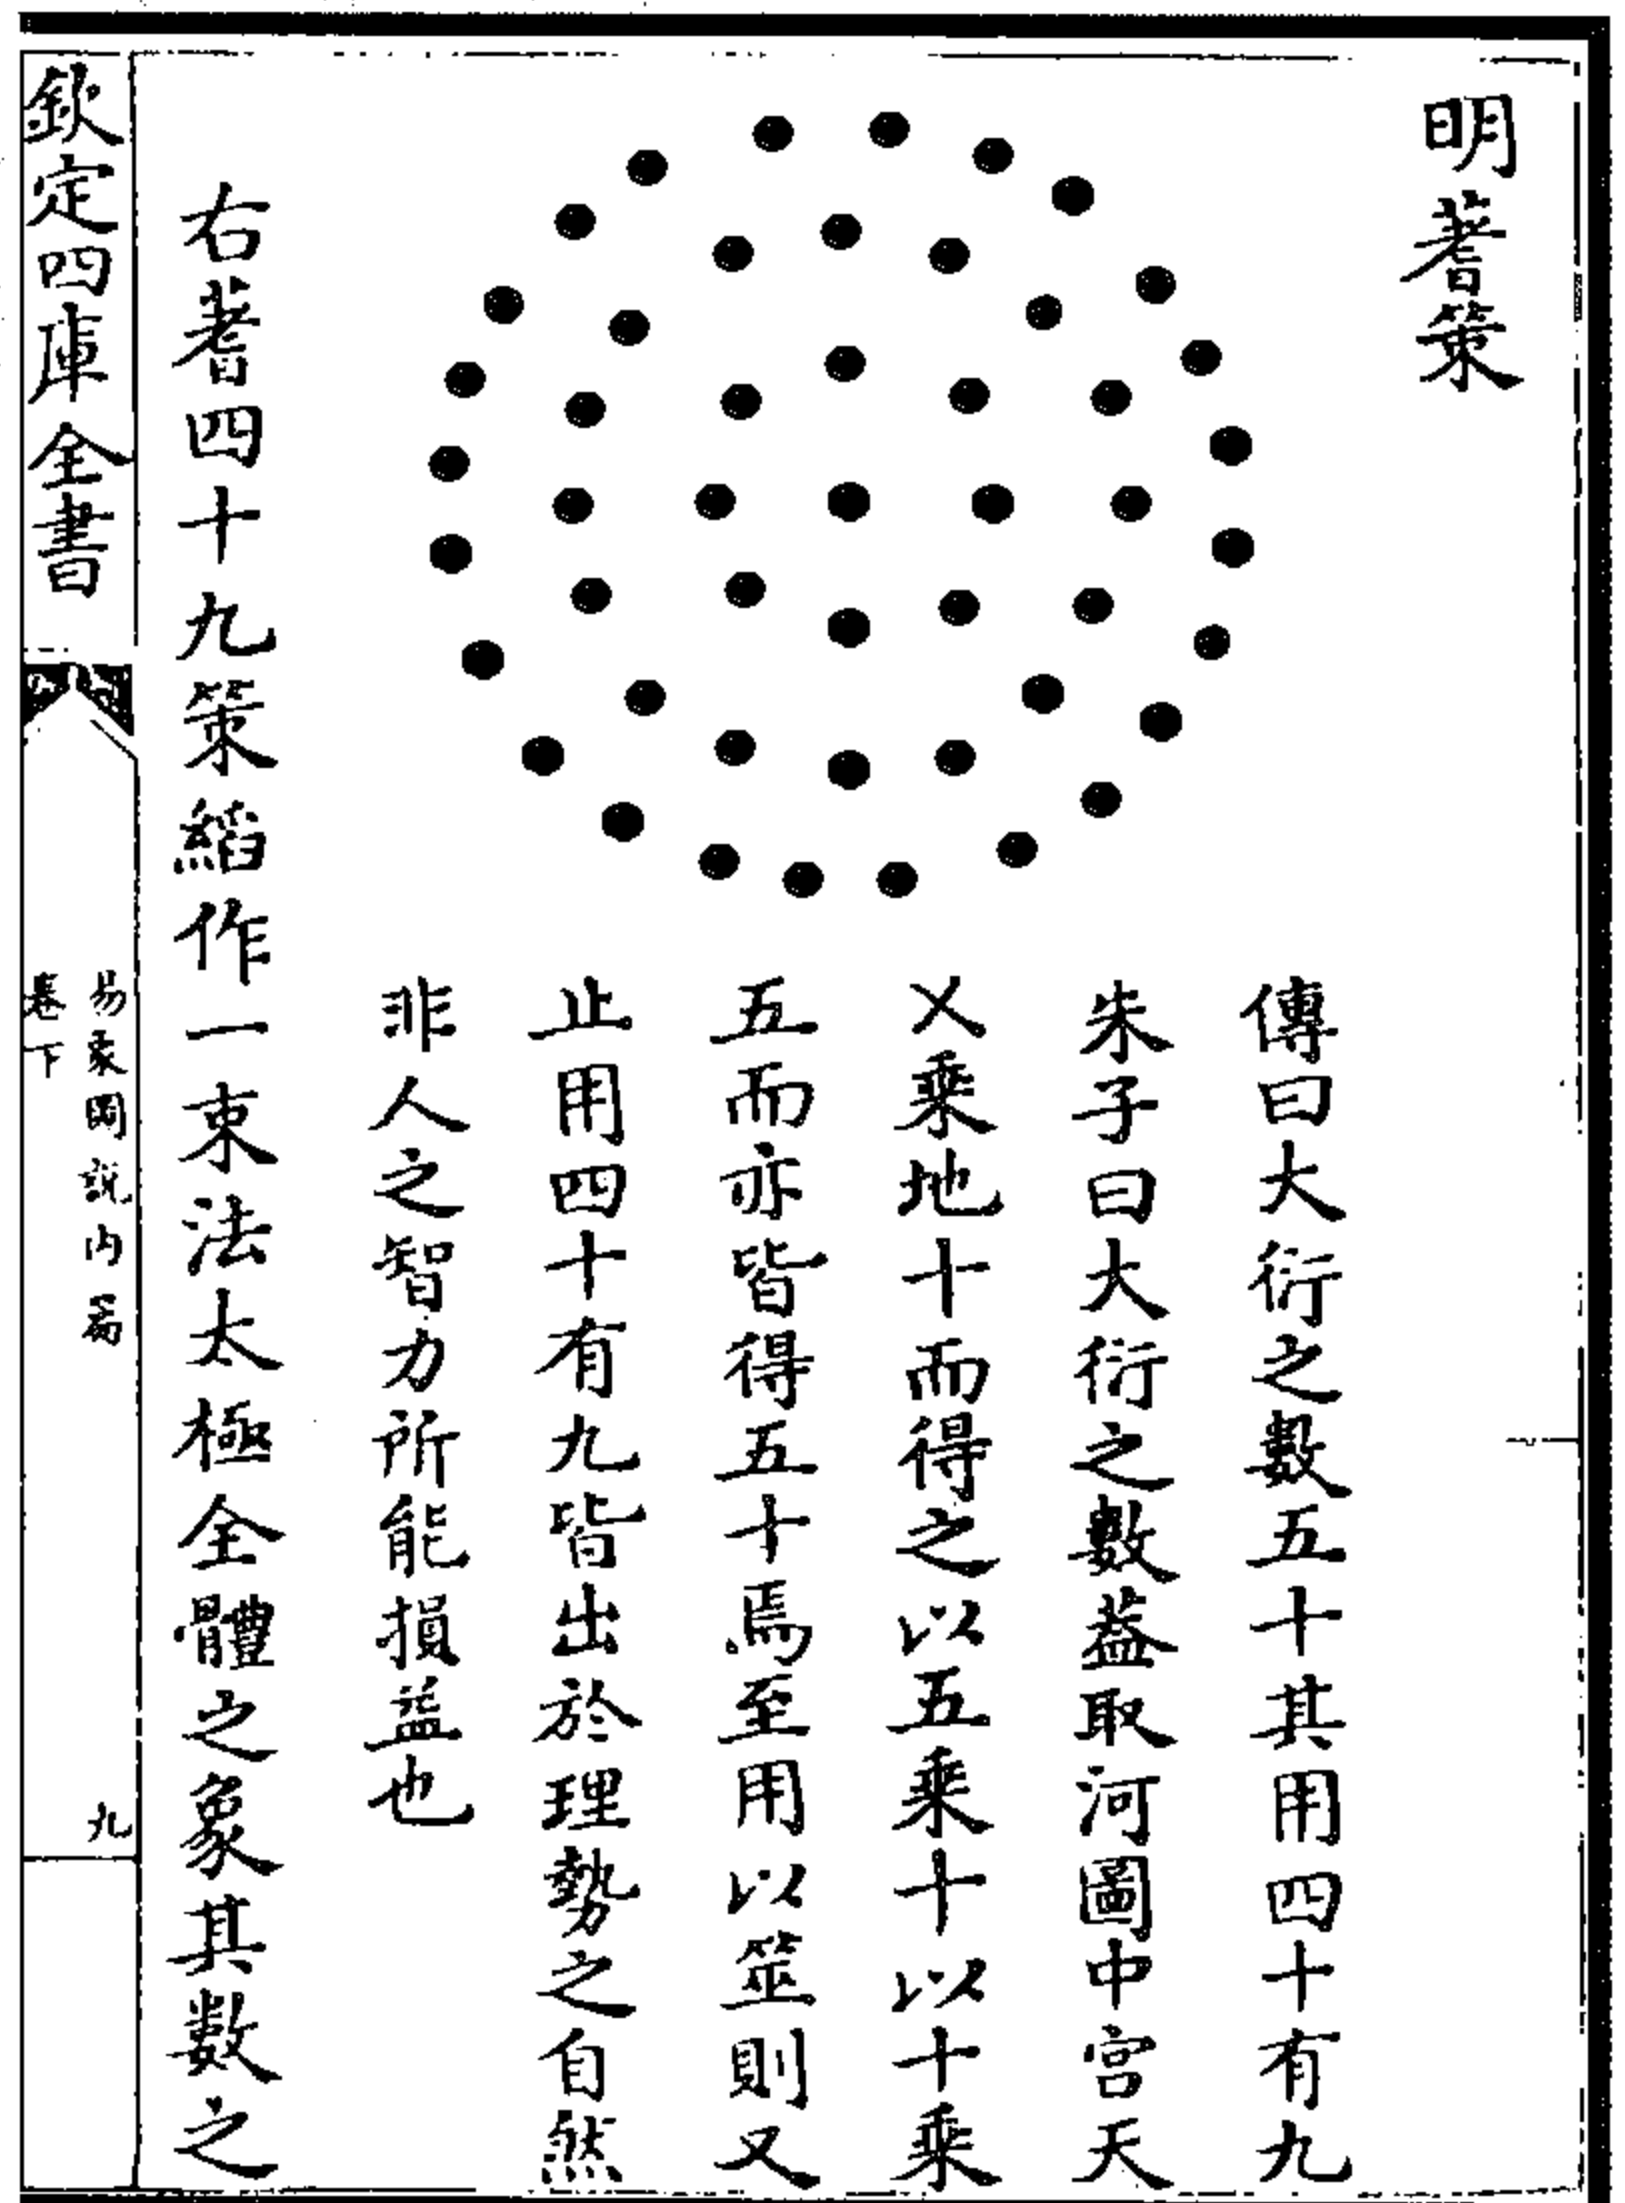 明蓍策
傳曰大衍之數五十其用四十有九
朱子曰大衍之數葢取河圖中宮天
㐅乘地十而得之以五乘十以十乘
五而亦皆得五十焉至用以筮則又
止用四十有九皆出於理勢之自然
非人之智力所能損益也
右蓍四十九策縚作一束法太極全體之象其數之
欽定四庫全書
易象圖説内篇
卷下
九